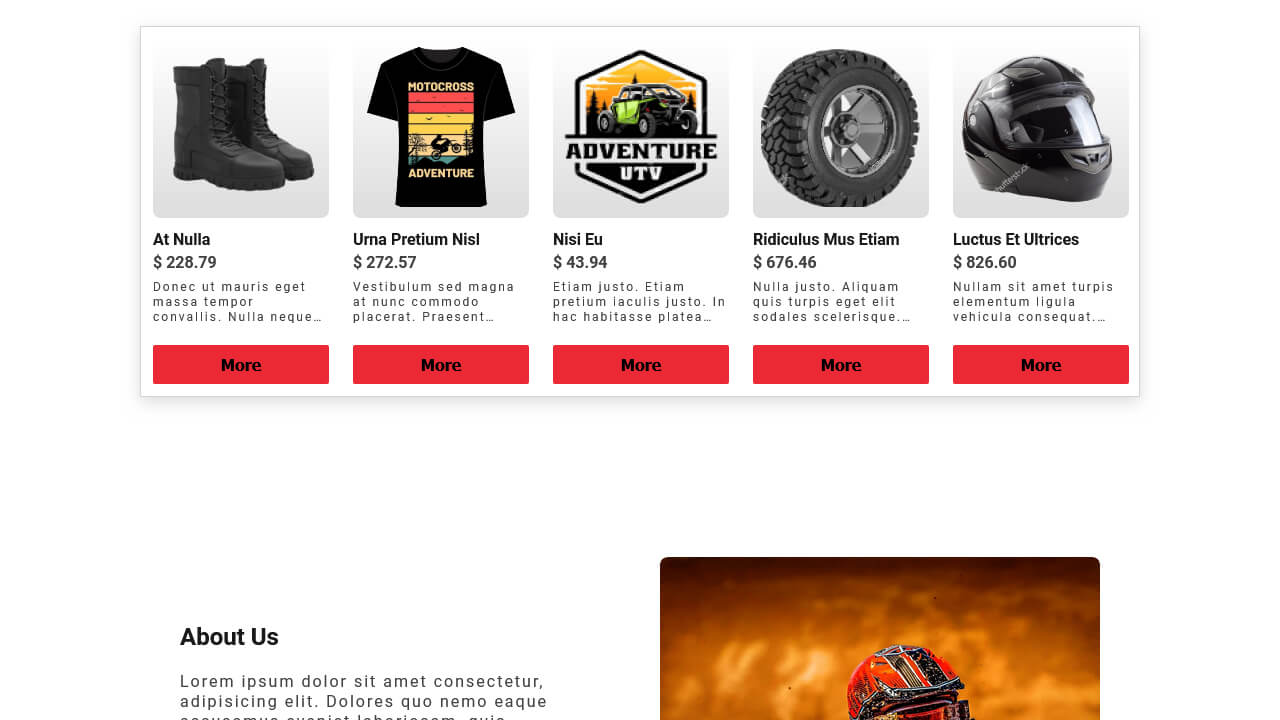 MOTOCROSS
ADVENTURE
ADVENTURE
UTV
shutterstock
At Nulla
$ 228.79
Donec ut mauris eget
massa tempor
convallis. Nulla neque…
More
Urna Pretium Nisl
$ 272.57
Vestibulum sed magna
at nunc commodo
placerat. Praesent…
More
Nisi Eu
$ 43.94
Etiam justo. Etiam
pretium iaculis justo. In
hac habitasse platea…
More
Ridiculus Mus Etiam
$ 676.46
Nulla justo. Aliquam
quis turpis eget elit
sodales scelerisque.…
More
Luctus Et Ultrices
$ 826.60
Nullam sit amet turpis
elementum ligula
vehicula consequat.…
More
About Us
Lorem ipsum dolor sit amet consectetur,
adipisicing elit. Dolores quo nemo eaque